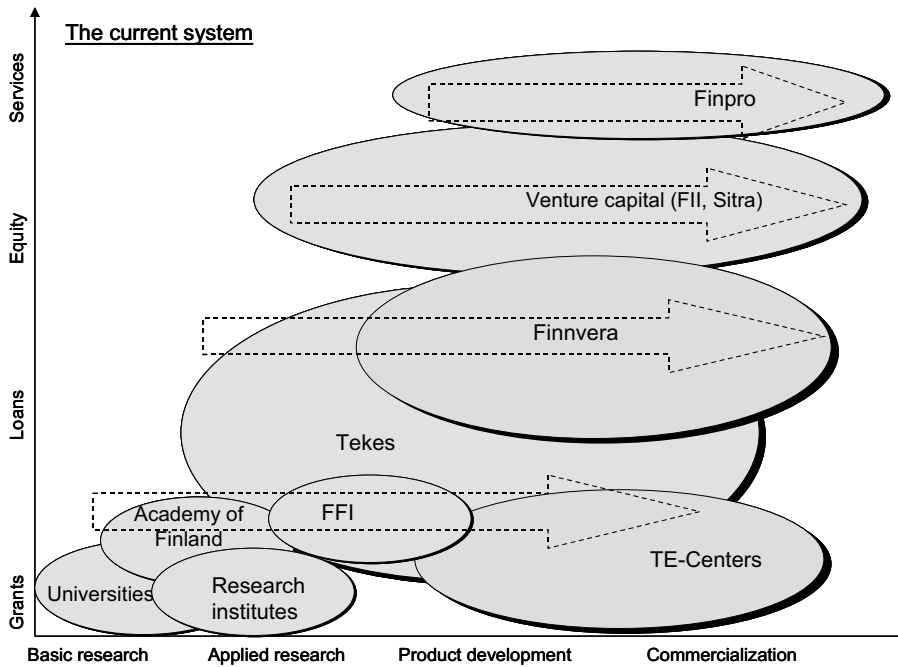 The current system
Services
Equity
Loans
Grants
Finpro
Venture capital (FII, Sitra)
Finnvera
Tekes
FFI
Academy of
Finland
TE-Centers
Universities
Research
institutes
Basic research
Applied research
Product development
Commercialization